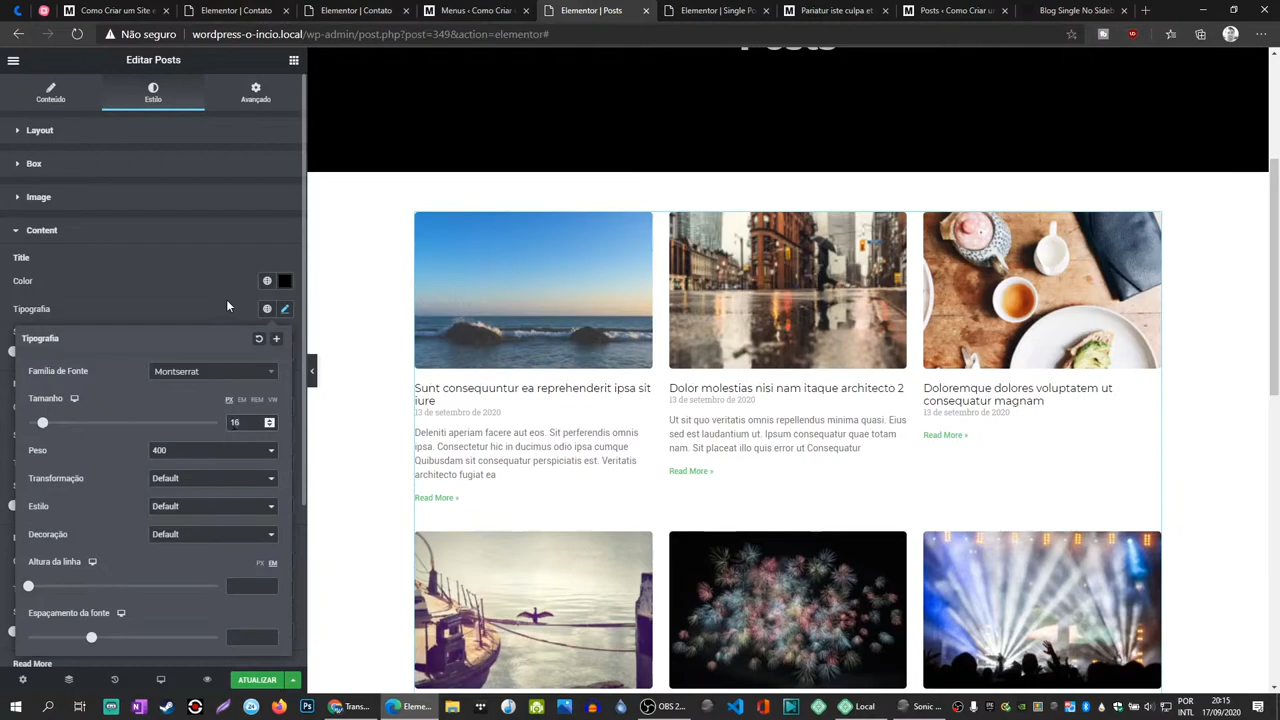 Elementor | Contato
Elementor | Contato
Elementor | Contato
Menus ‹ Como Criar
Elementor | Posts
Elementor | Single Po
Pariatur iste culpa et
Posts ‹ Como Criar um
Blog Single No Sideb
Não seguro
wordpress-o-incio.local/wp-admin/post.php?post=349&action=elementor#
Editar Posts
Conteúdo
Estilo
Avançado
Layout
Box
Image
Content
Title
Color
Tipografia
Tipografia
Família de Fonte
Montserrat
Tamanho
PX EM REM VW
16
Peso
Transformação
Default
Estilo
Default
Decoração
Default
Altura da linha
PX EM
Espaçamento da fonte
Read More
ATUALIZAR
Posts
Sunt consequuntur ea reprehenderit ipsa sit
iure
13 de setembro de 2020
Deleniti aperiam facere aut eos. Sit perferendis omnis
ipsa. Consectetur hic in ducimus odio ipsa cumque
Quibusdam sit consequatur perspiciatis est. Veritatis
architecto fugiat ea
Read More »
Dolor molestias nisi nam itaque architecto 2
13 de setembro de 2020
Ut sit quo veritatis omnis repellendus minima quasi. Eius
sed est laudantium ut. Ipsum consequatur quae totam
nam. Sit placeat illo quis error ut Consequatur
Read More »
Doloremque dolores voluptatem ut
consequatur magnam
13 de setembro de 2020
Read More »
Trans...
Eleme...
OBS 2...
Local
Sonic ...
POR
INTL
20:15
17/09/2020